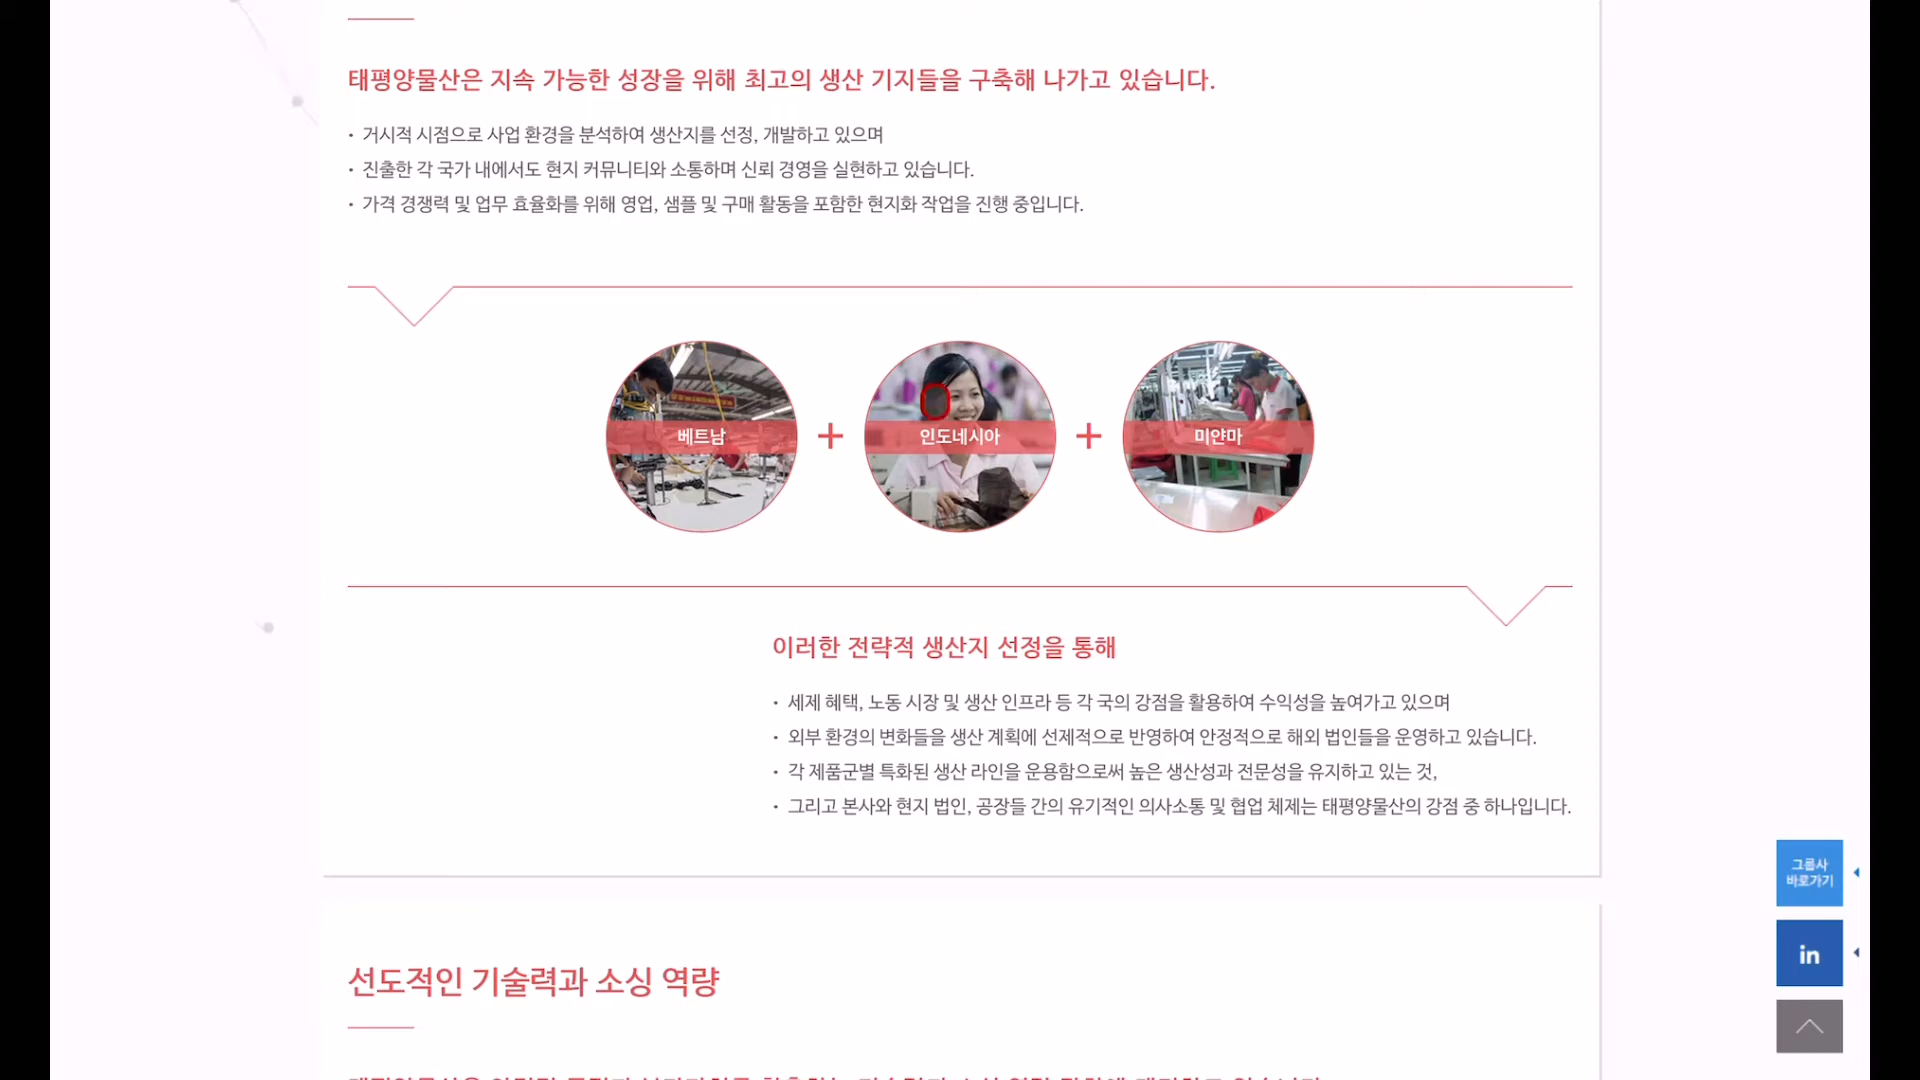 태평양물산은 지속 가능한 성장을 위해 최고의 생산 기지들을 구축해 나가고 있습니다.
· 거시적 시점으로 사업 환경을 분석하여 생산지를 선정, 개발하고 있으며
· 진출한 각 국가 내에서도 현지 커뮤니티와 소통하며 신뢰 경영을 실현하고 있습니다.
· 가격 경쟁력 및 업무 효율화를 위해 영업, 샘플 및 구매 활동을 포함한 현지화 작업을 진행 중입니다.
베트남 + 인도네시아 + 미얀마
이러한 전략적 생산지 선정을 통해
· 세제 혜택, 노동 시장 및 생산 인프라 등 각 국의 강점을 활용하여 수익성을 높여가고 있으며
· 외부 환경의 변화들을 생산 계획에 선제적으로 반영하여 안정적으로 해외 법인들을 운영하고 있습니다.
· 각 제품군별 특화된 생산 라인을 운용함으로써 높은 생산성과 전문성을 유지하고 있는 것,
· 그리고 본사와 현지 법인, 공장들 간의 유기적인 의사소통 및 협업 체제는 태평양물산의 강점 중 하나입니다.
그룹사
바로가기
in
선도적인 기술력과 소싱 역량